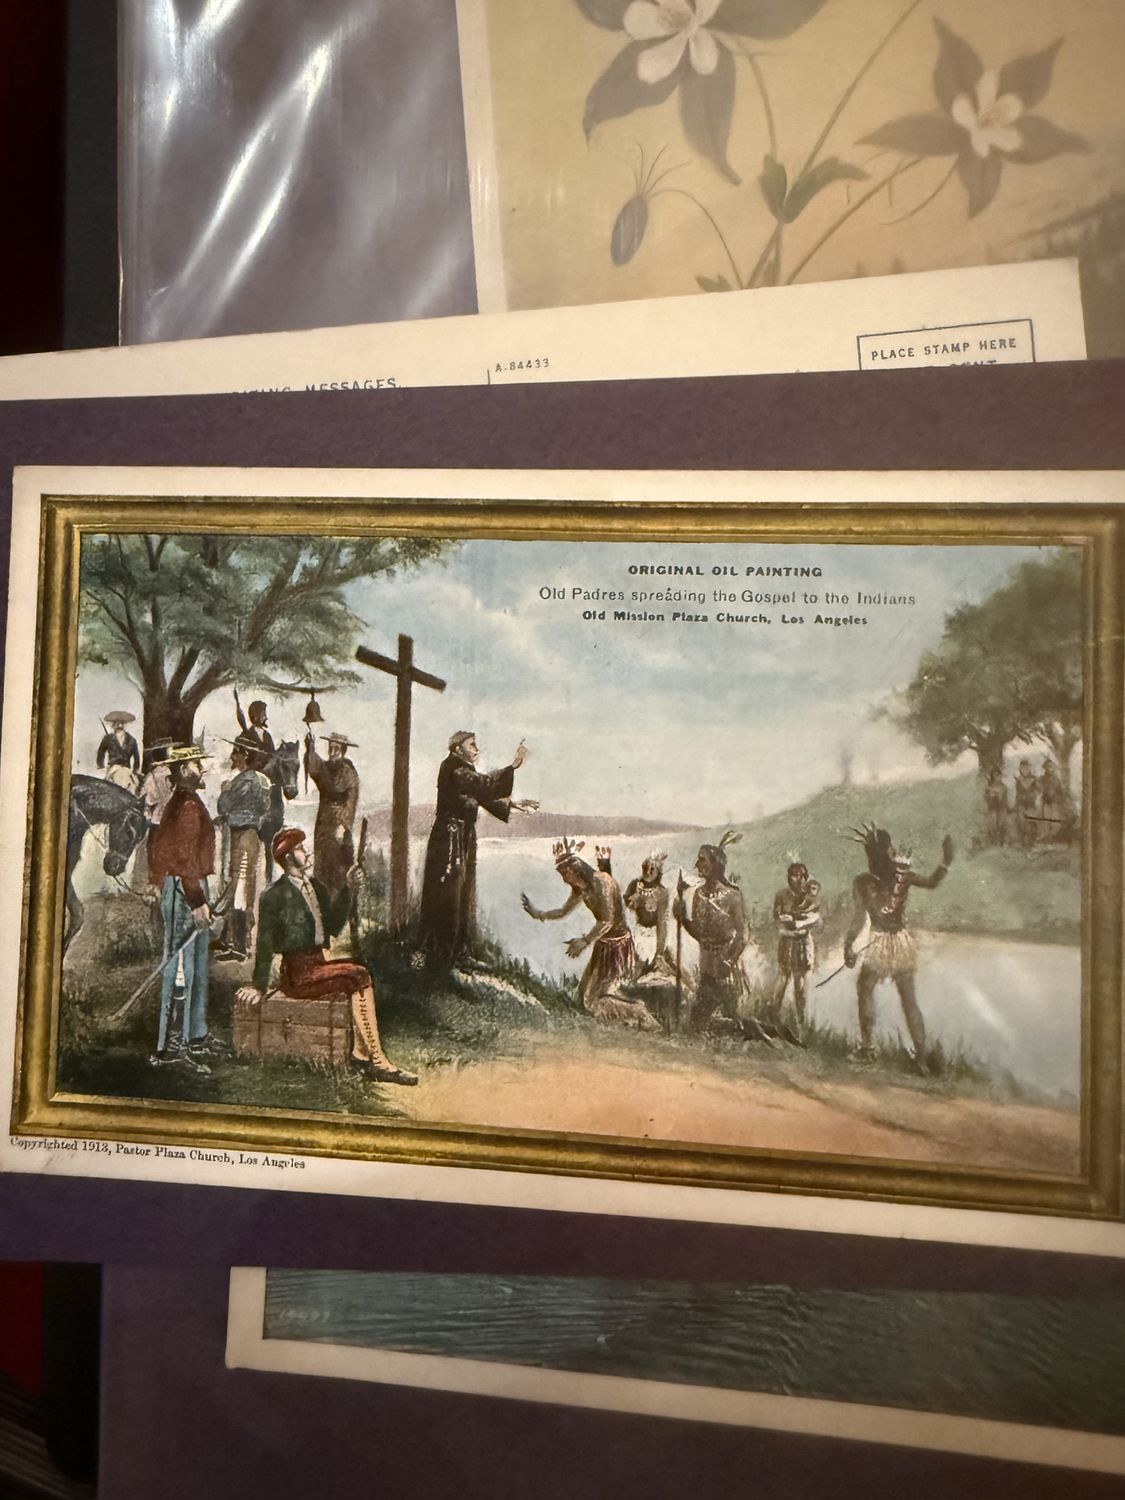 A-84433
PLACE STAMP HERE
MESSAGES.
ORIGINAL OIL PAINTING
Old Padres spreading the Gospel to the Indians
Old Mission Plaza Church, Los Angeles
Copyrighted 1913, Pastor Plaza Church, Los Angeles